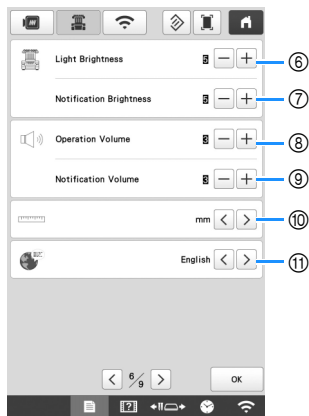 Light Brightness 5 − + ⑥
Notification Brightness 5 − + ⑦
Operation Volume 3 − + ⑧
Notification Volume 3 − + ⑨
mm < > ⑩
English < > ⑪
< 6/9 > OK